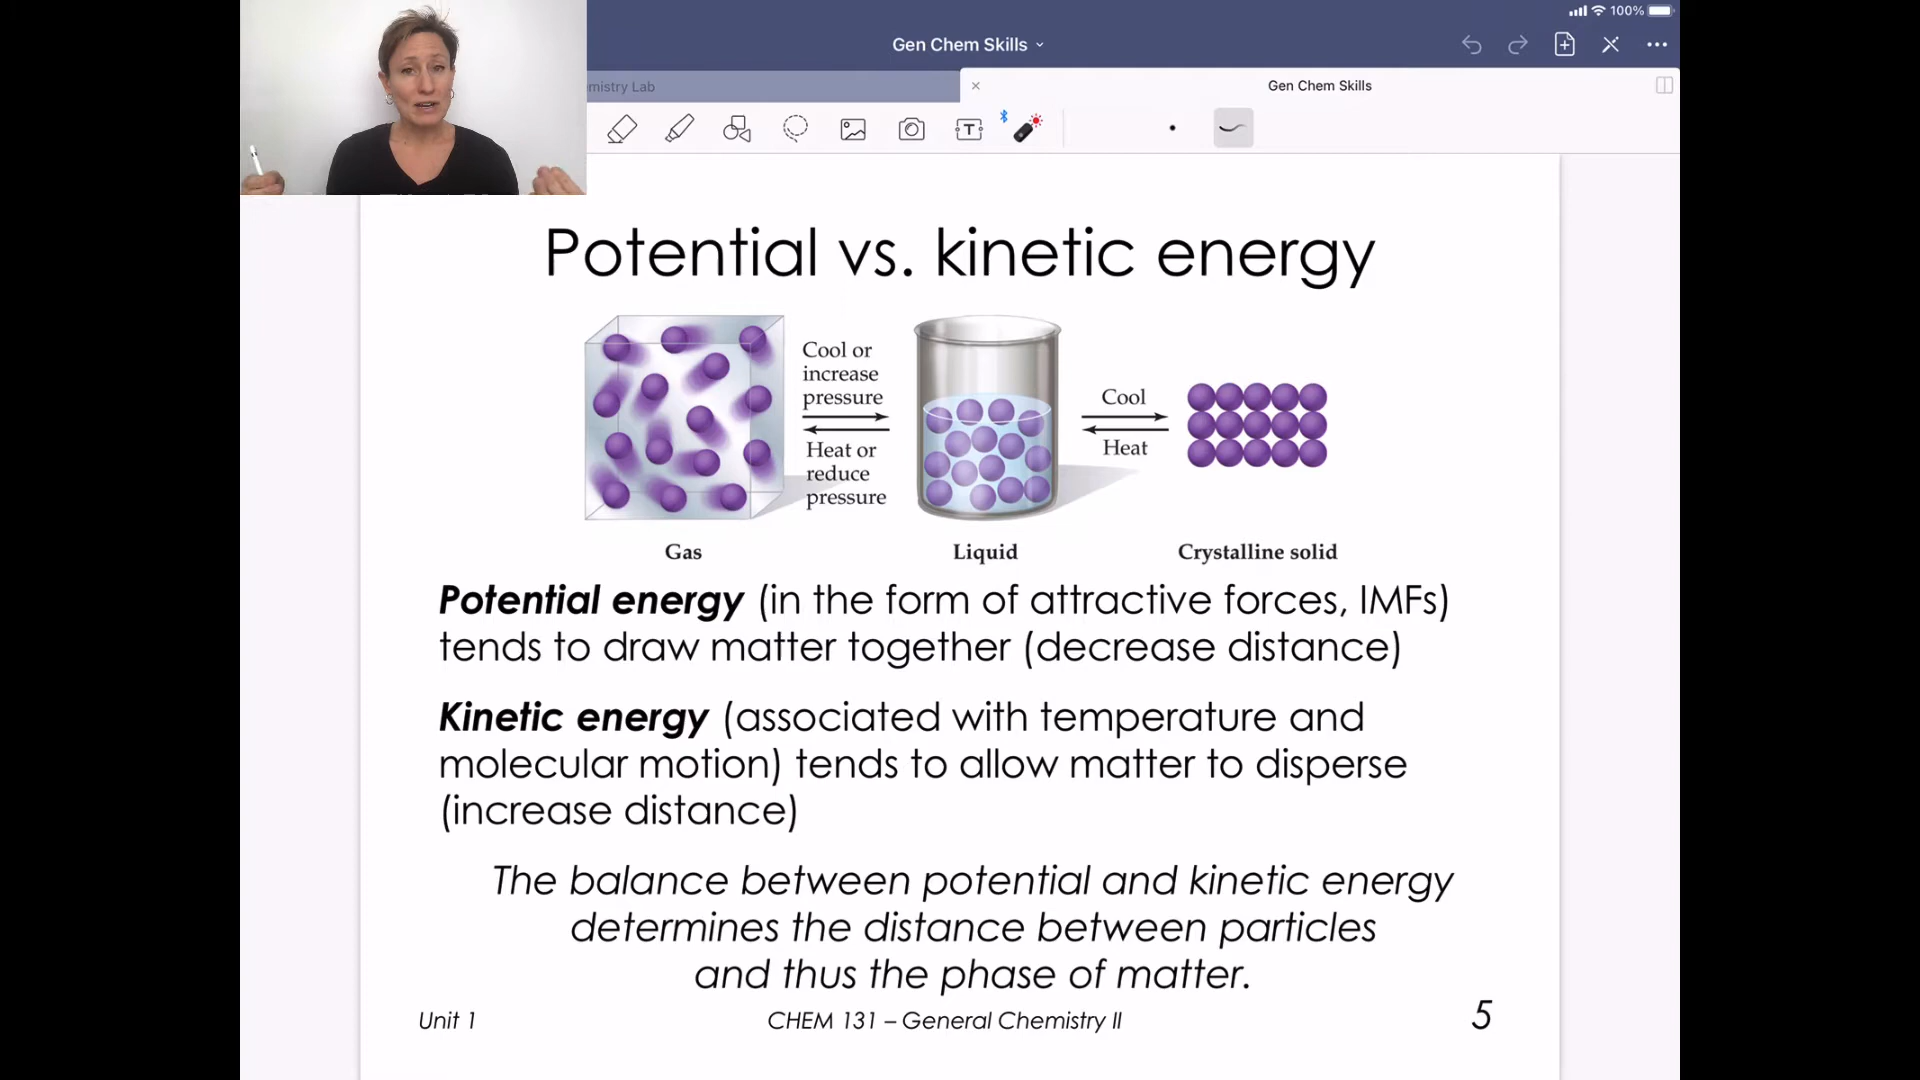 100%
Gen Chem Skills
mistry Lab
Gen Chem Skills
T
Potential vs. kinetic energy
Cool or
increase
pressure
Heat or
reduce
pressure
Cool
Heat
Gas
Liquid
Crystalline solid
Potential energy (in the form of attractive forces, IMFs)
tends to draw matter together (decrease distance)
Kinetic energy (associated with temperature and
molecular motion) tends to allow matter to disperse
(increase distance)
The balance between potential and kinetic energy
determines the distance between particles
and thus the phase of matter.
Unit 1
CHEM 131 – General Chemistry II
5